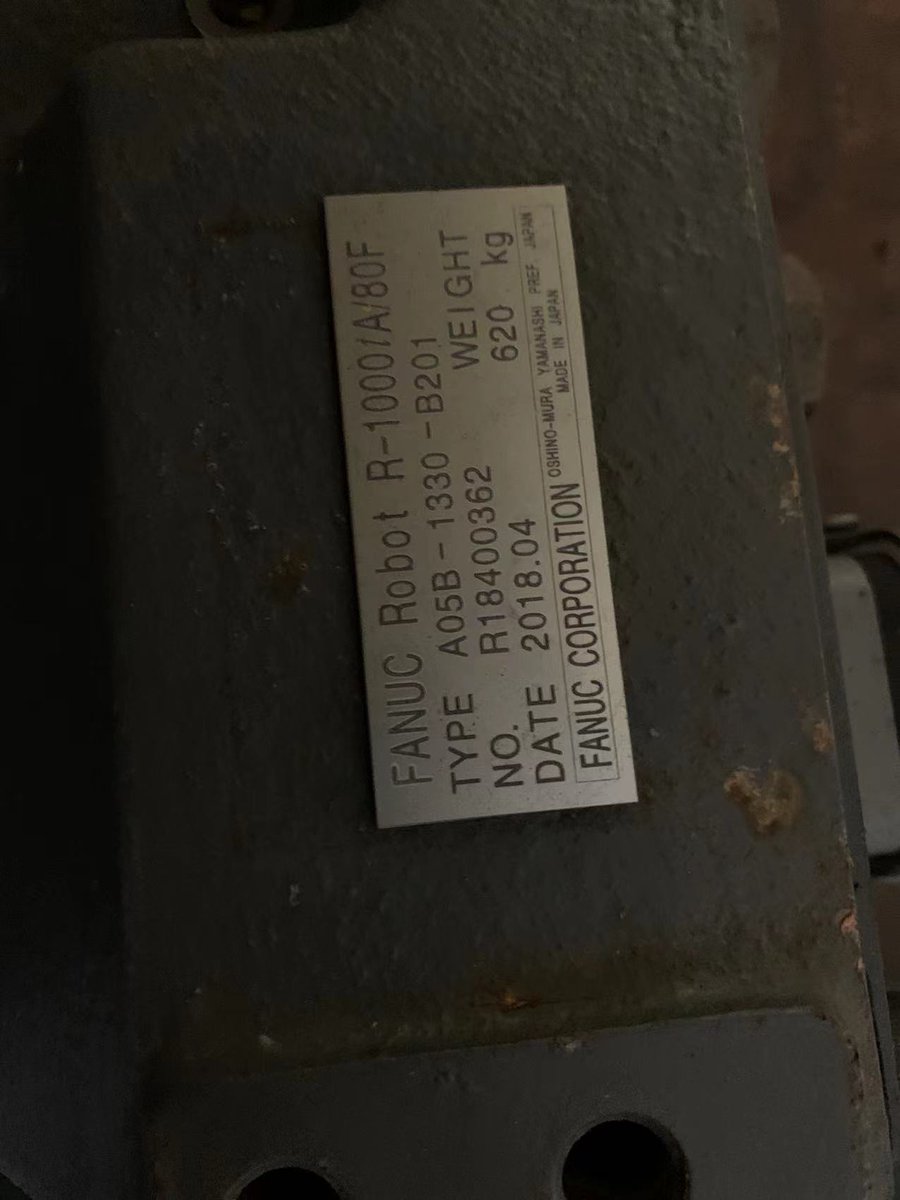 FANUC Robot R-1000iA/80F
TYPE A05B-1330-B201
NO. R18400362 WEIGHT
DATE 2018.04 620 kg
FANUC CORPORATION OSHINO-MURA YAMANASHI PREF JAPAN
MADE IN JAPAN